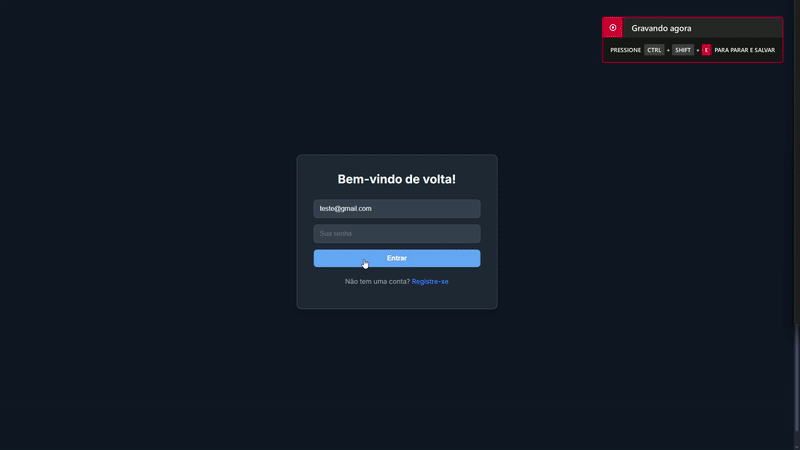 Gravando agora
PRESSIONE CTRL + SHIFT + E PARA PARAR E SALVAR
Bem-vindo de volta!
teste@gmail.com
Sua senha
Entrar
Não tem uma conta? Registre-se